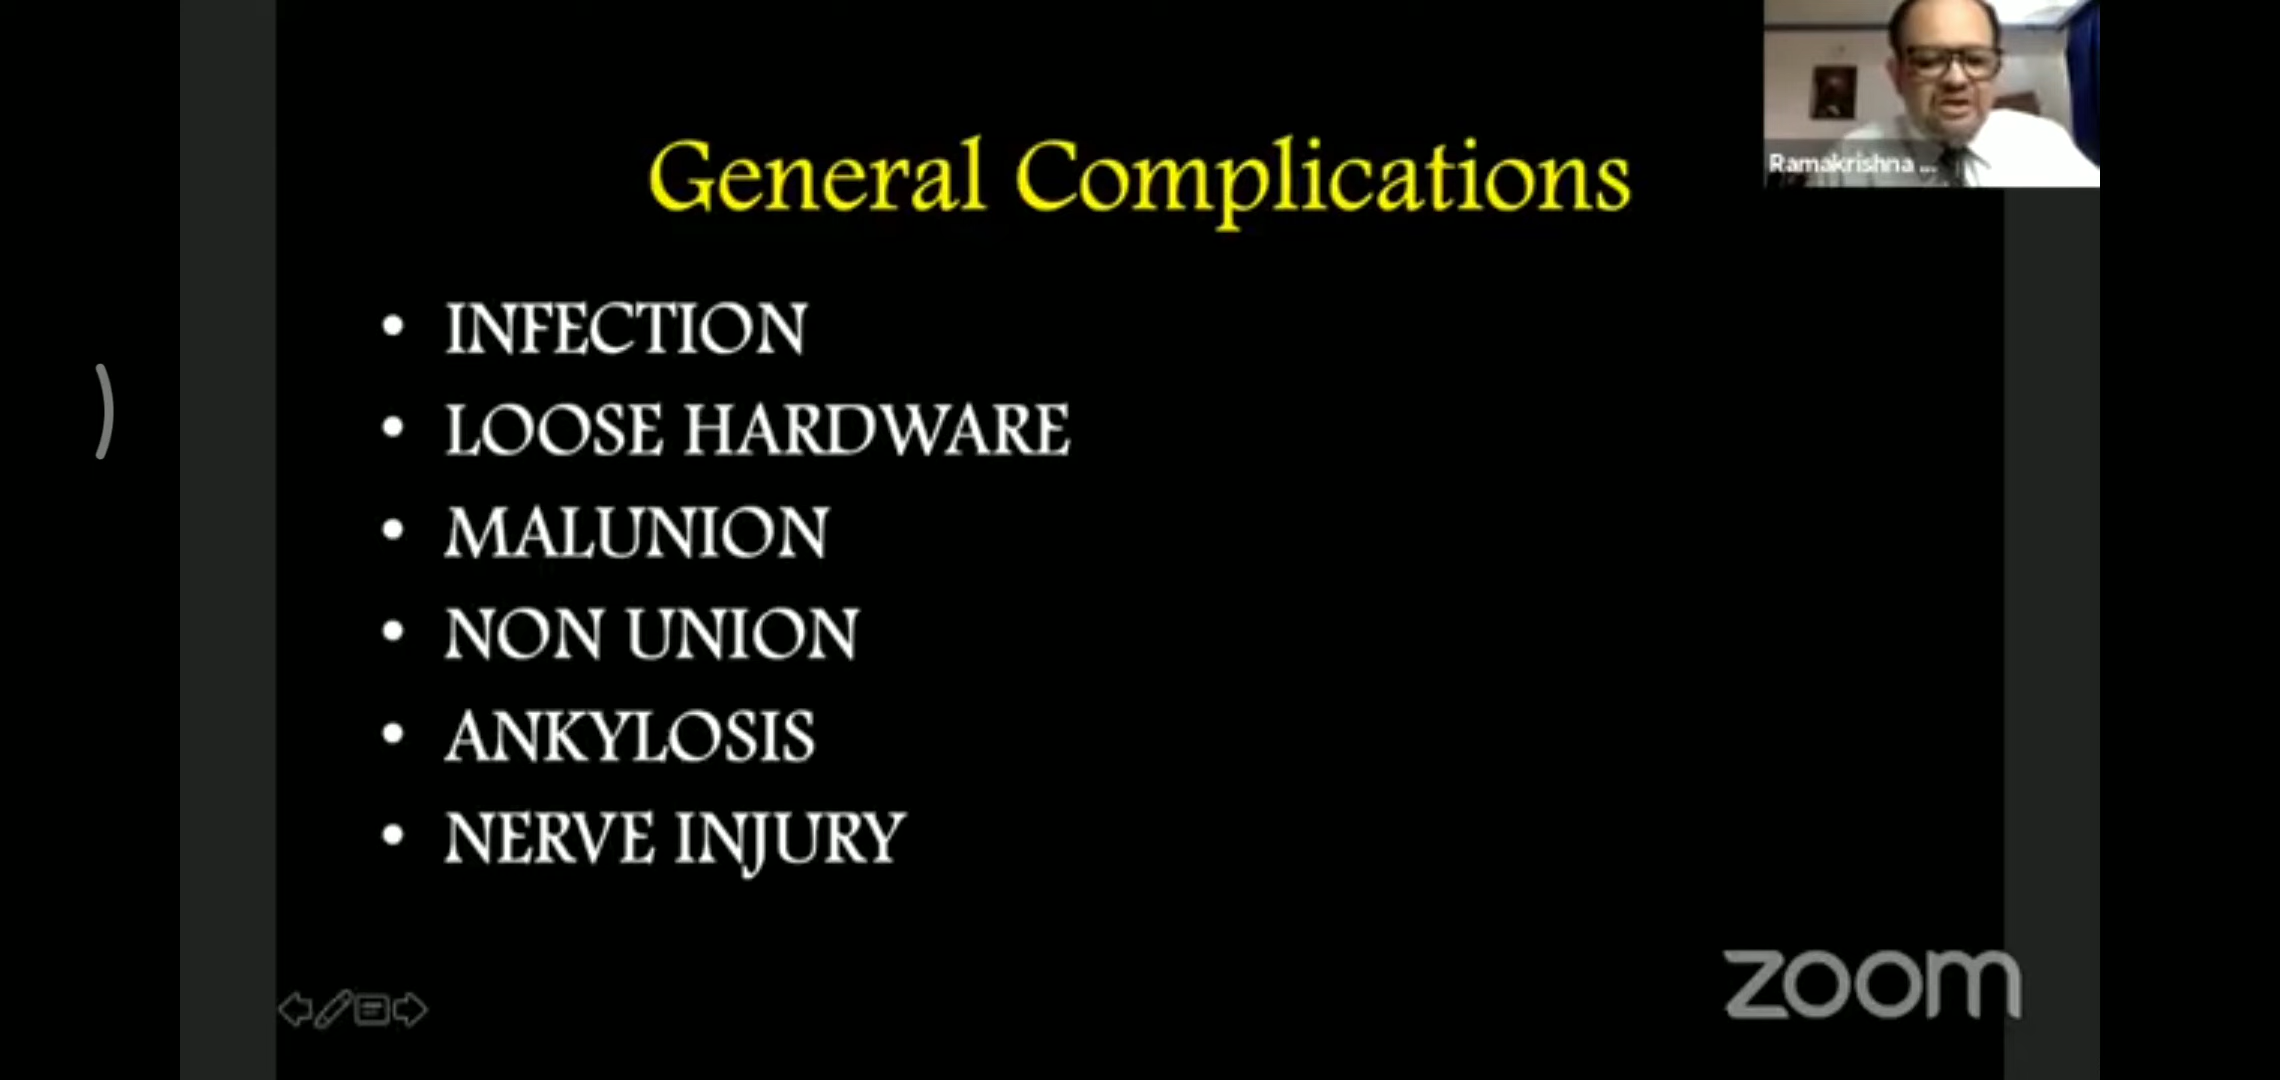 General Complications
Ramakrishna ...
• INFECTION
• LOOSE HARDWARE
• MALUNION
• NON UNION
• ANKYLOSIS
• NERVE INJURY
zoom